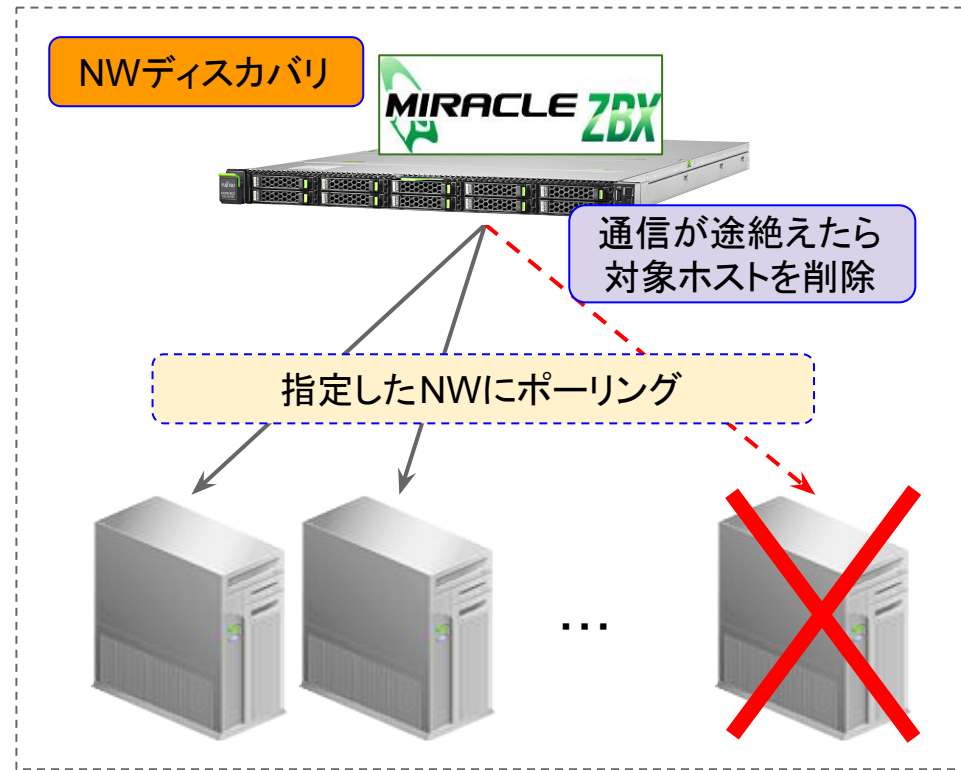 NWディスカバリ
MIRACLE ZBX
通信が途絶えたら
対象ホストを削除
指定したNWにポーリング
…